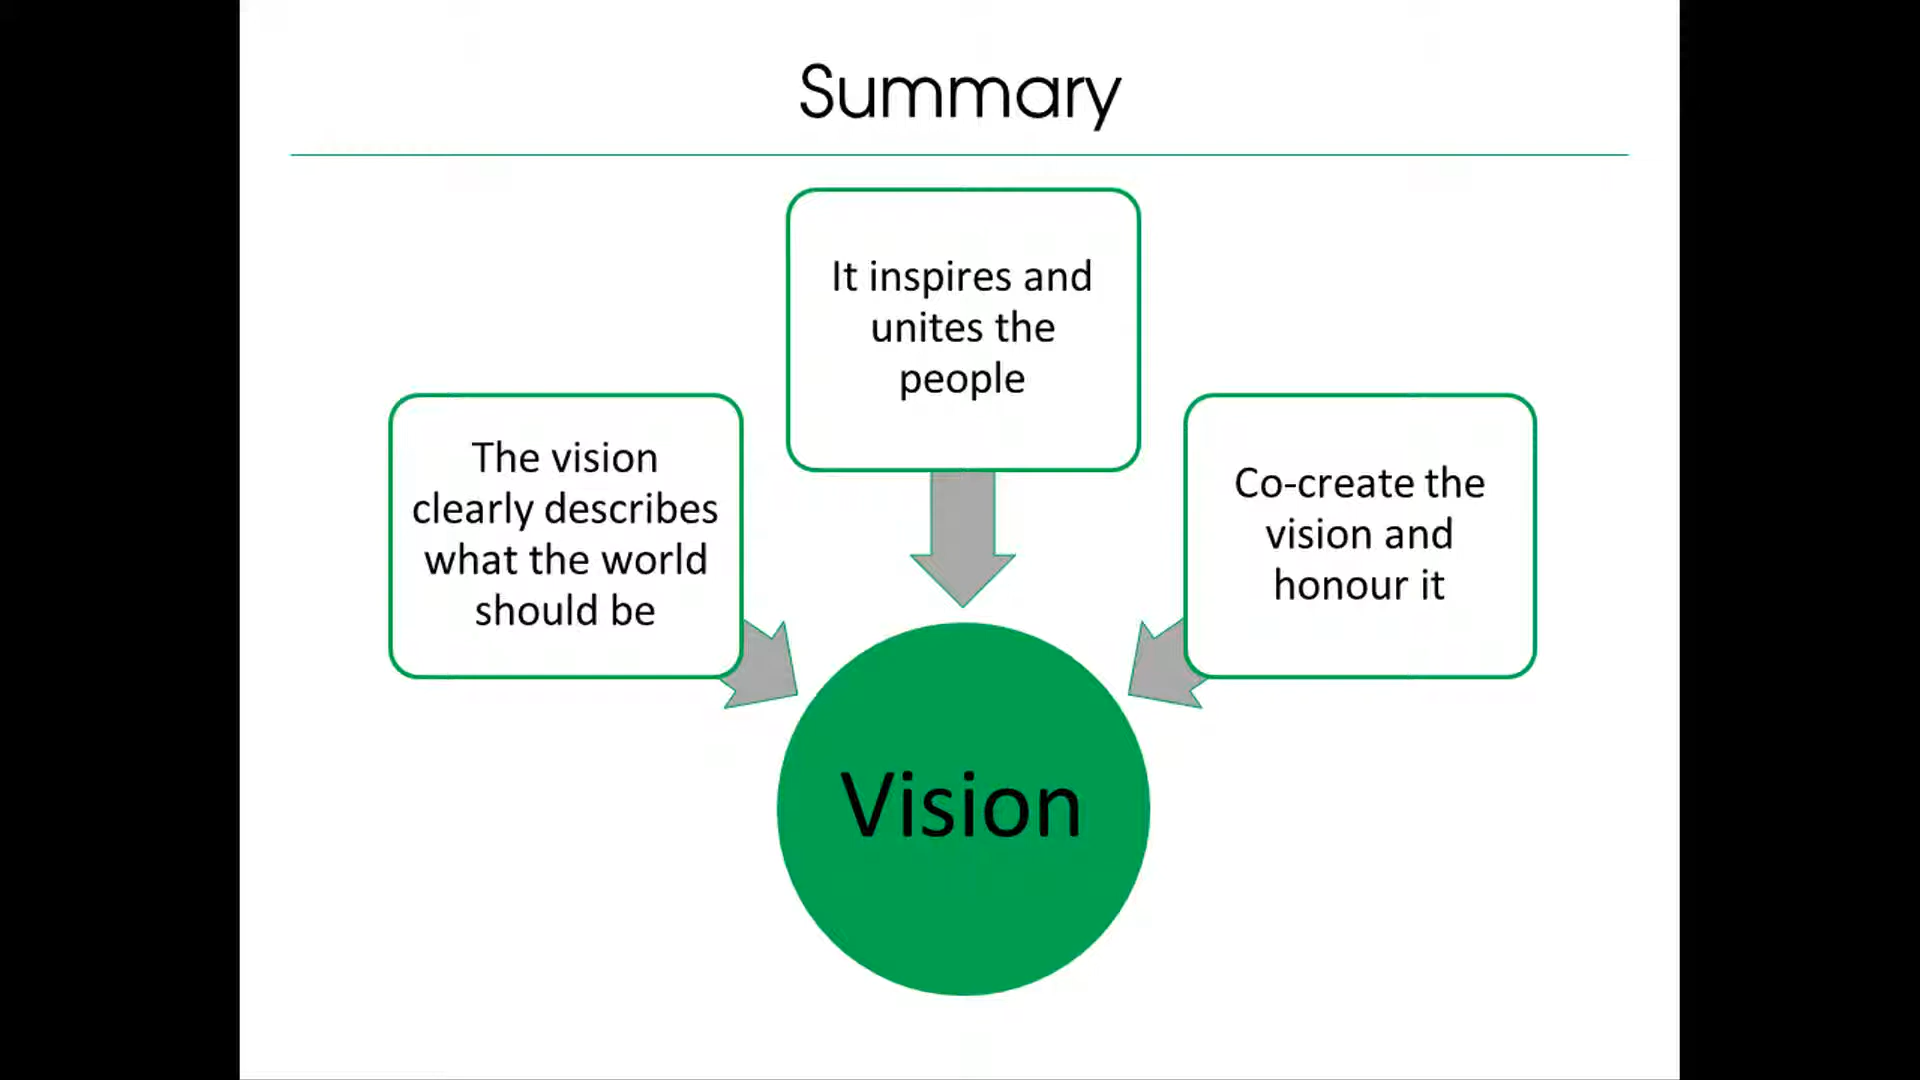 Summary
It inspires and
unites the
people
The vision
clearly describes
what the world
should be
Co-create the
vision and
honour it
Vision